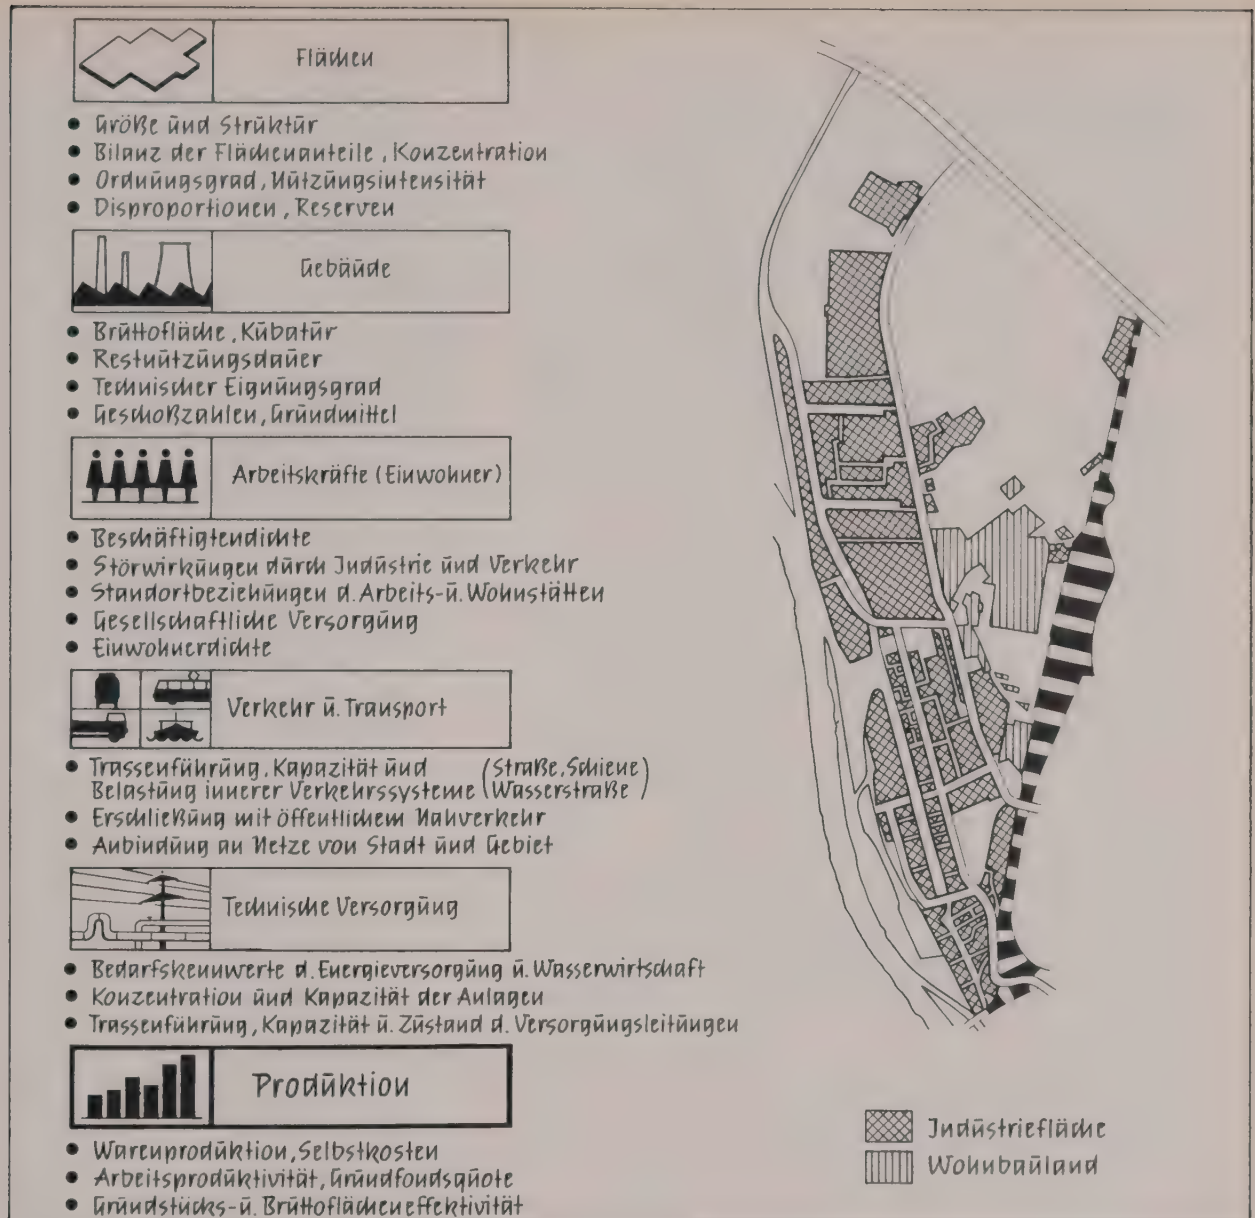 Flächen
• Größe und Struktur
• Bilanz der Flächenanteile, Konzentration
• Ordnungsgrad, Nutzungsintensität
• Disproportionen, Reserven
Gebäude
• Bruttofläche, Kubatur
• Restnutzungsdauer
• Technischer Eignungsgrad
• Geschoßzahlen, Grundmittel
Arbeitskräfte (Einwohner)
• Beschäftigtendichte
• Störwirkungen durch Industrie und Verkehr
• Standortbeziehungen d. Arbeits- u. Wohnstätten
• Gesellschaftliche Versorgung
• Einwohnerdichte
Verkehr u. Transport
• Trassenführung, Kapazität und (Straße, Schiene)
Belastung innerer Verkehrssysteme (Wasserstraße)
• Erschließung mit öffentlichem Nahverkehr
• Anbindung an Netze von Stadt und Gebiet
Technische Versorgung
• Bedarfskennwerte d. Energieversorgung u. Wasserwirtschaft
• Konzentration und Kapazität der Anlagen
• Trassenführung, Kapazität u. Zustand d. Versorgungsleitungen
Produktion
• Warenproduktion, Selbstkosten
• Arbeitsproduktivität, Grundfondsquote
• Grundstücks- u. Bruttoflächeneffektivität
Industriefläche
Wohnbauland